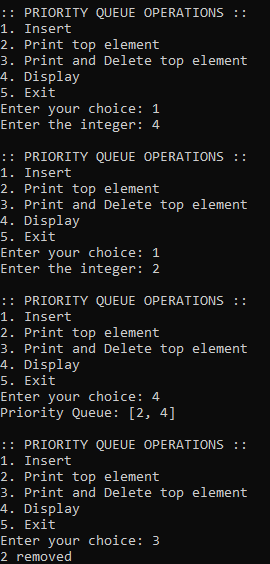 :: PRIORITY QUEUE OPERATIONS ::
1. Insert
2. Print top element
3. Print and Delete top element
4. Display
5. Exit
Enter your choice: 1
Enter the integer: 4
:: PRIORITY QUEUE OPERATIONS ::
1. Insert
2. Print top element
3. Print and Delete top element
4. Display
5. Exit
Enter your choice: 1
Enter the integer: 2
:: PRIORITY QUEUE OPERATIONS ::
1. Insert
2. Print top element
3. Print and Delete top element
4. Display
5. Exit
Enter your choice: 4
Priority Queue: [2, 4]
:: PRIORITY QUEUE OPERATIONS ::
1. Insert
2. Print top element
3. Print and Delete top element
4. Display
5. Exit
Enter your choice: 3
2 removed